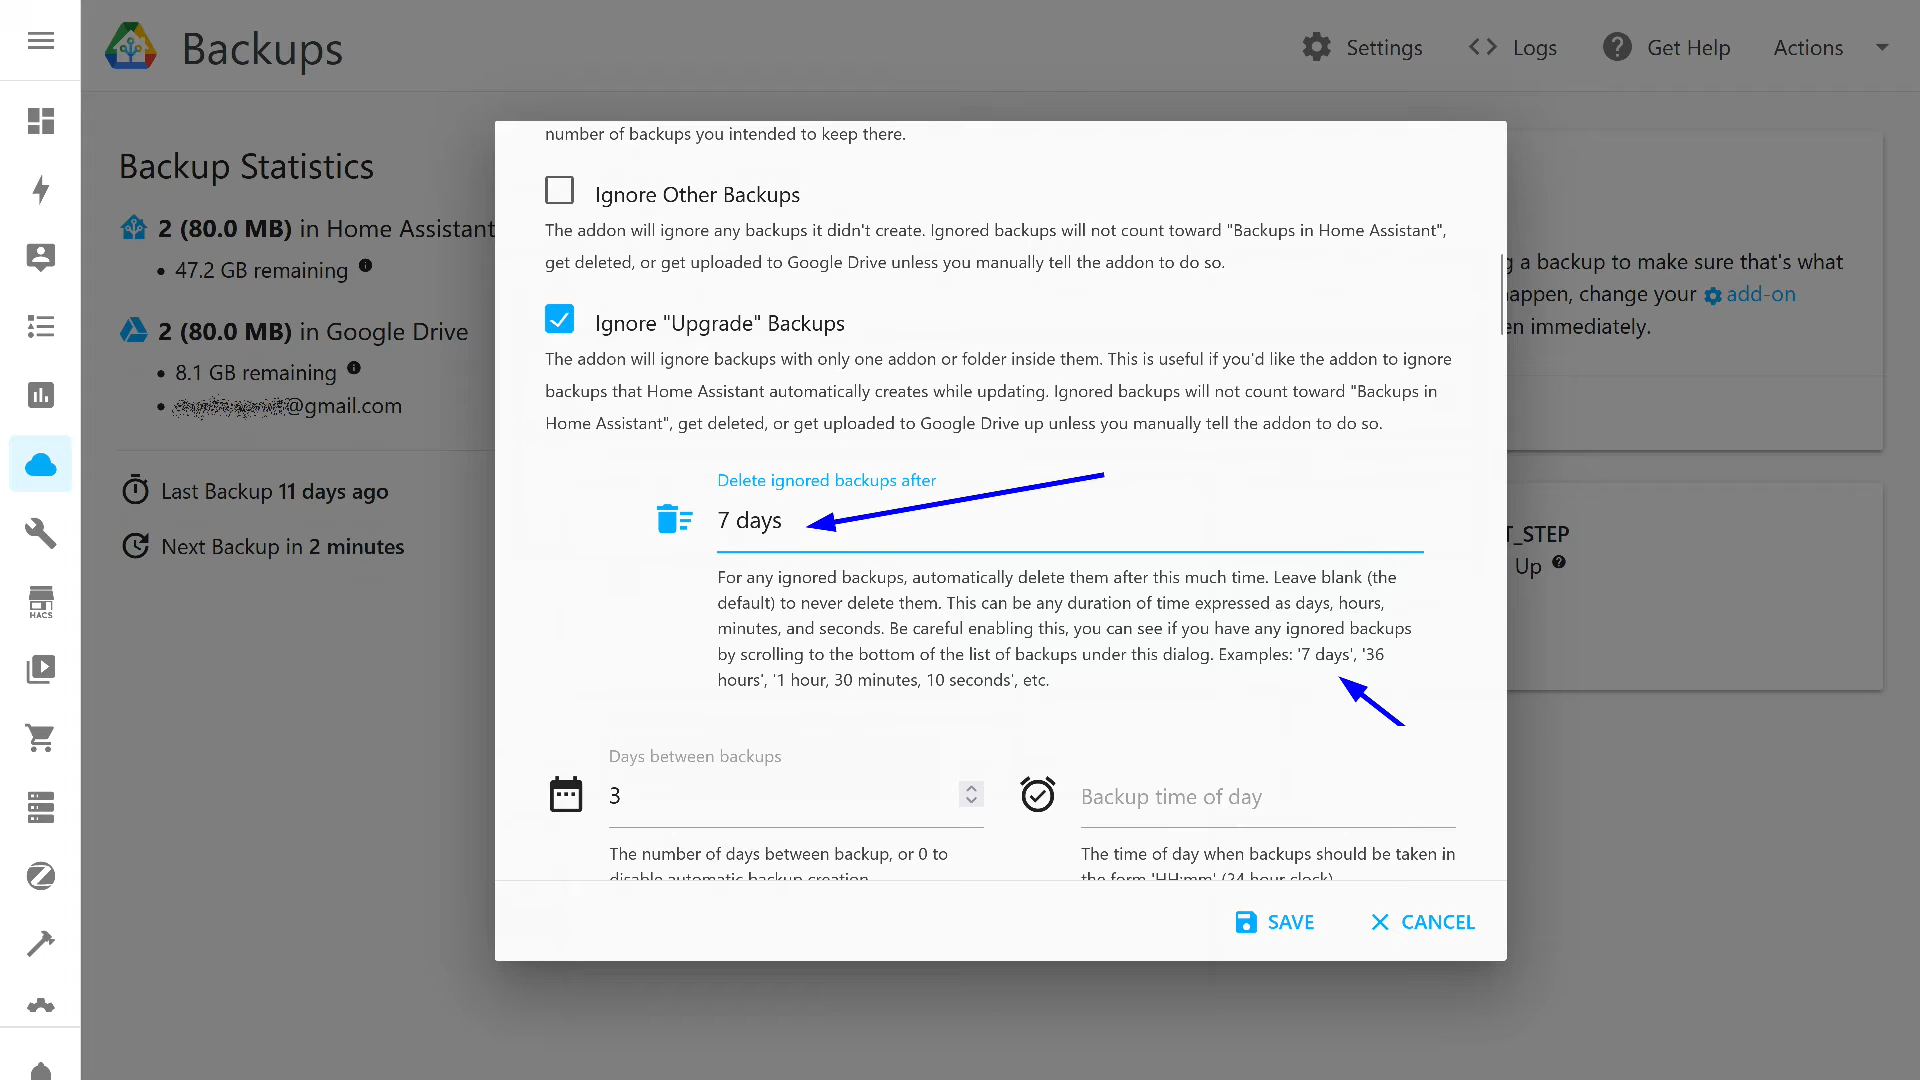 Backups
Settings
Logs
Get Help
Actions
Backup Statistics
2 (80.0 MB) in Home Assistant
47.2 GB remaining
2 (80.0 MB) in Google Drive
8.1 GB remaining
@gmail.com
Last Backup 11 days ago
Next Backup in 2 minutes
HACS
number of backups you intended to keep there.
Ignore Other Backups
The addon will ignore any backups it didn't create. Ignored backups will not count toward "Backups in Home Assistant",
get deleted, or get uploaded to Google Drive unless you manually tell the addon to do so.
Ignore "Upgrade" Backups
The addon will ignore backups with only one addon or folder inside them. This is useful if you'd like the addon to ignore
backups that Home Assistant automatically creates while updating. Ignored backups will not count toward "Backups in
Home Assistant", get deleted, or get uploaded to Google Drive up unless you manually tell the addon to do so.
Delete ignored backups after
7 days
For any ignored backups, automatically delete them after this much time. Leave blank (the
default) to never delete them. This can be any duration of time expressed as days, hours,
minutes, and seconds. Be careful enabling this, you can see if you have any ignored backups
by scrolling to the bottom of the list of backups under this dialog. Examples: '7 days', '36
hours', '1 hour, 30 minutes, 10 seconds', etc.
Days between backups
3
Backup time of day
The number of days between backup, or 0 to
disable automatic backup creation
The time of day when backups should be taken in
the form 'HH:mm' (24 hour clock)
SAVE
CANCEL
a backup to make sure that's what
happen, change your add-on
immediately.
T_STEP
Up